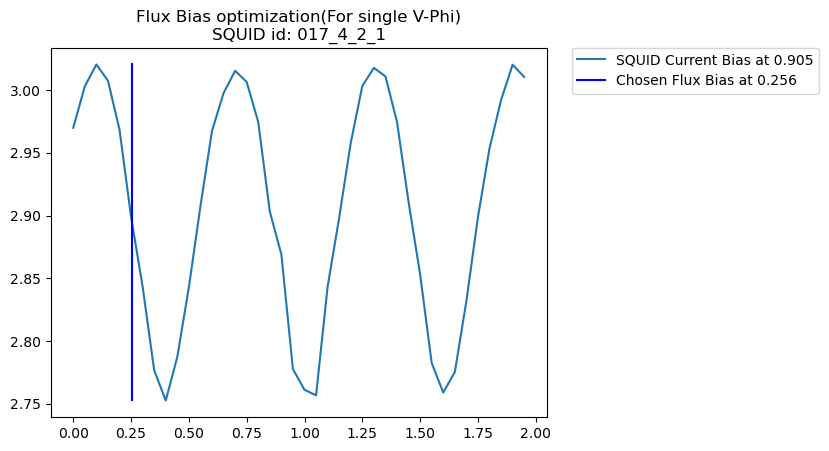 Flux Bias optimization(For single V-Phi)
SQUID id: 017_4_2_1
SQUID Current Bias at 0.905
Chosen Flux Bias at 0.256
3.00
2.95
2.90
2.85
2.80
2.75
0.00 0.25 0.50 0.75 1.00 1.25 1.50 1.75 2.00